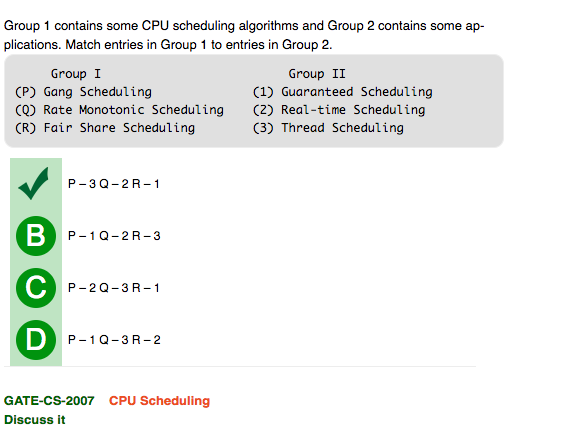 Group 1 contains some CPU scheduling algorithms and Group 2 contains some ap-
plications. Match entries in Group 1 to entries in Group 2.
Group I Group II
(P) Gang Scheduling (1) Guaranteed Scheduling
(Q) Rate Monotonic Scheduling (2) Real-time Scheduling
(R) Fair Share Scheduling (3) Thread Scheduling
P – 3 Q – 2 R – 1
B P – 1 Q – 2 R – 3
C P – 2 Q – 3 R – 1
D P – 1 Q – 3 R – 2
GATE-CS-2007 CPU Scheduling
Discuss it